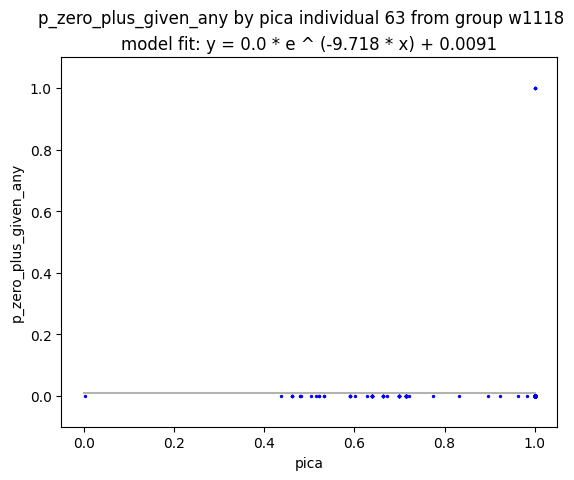 p_zero_plus_given_any by pica individual 63 from group w1118
model fit: y = 0.0 * e ^ (-9.718 * x) + 0.0091
1.0
0.8
0.6
0.4
0.2
0.0
p_zero_plus_given_any
0.0 0.2 0.4 0.6 0.8 1.0
pica